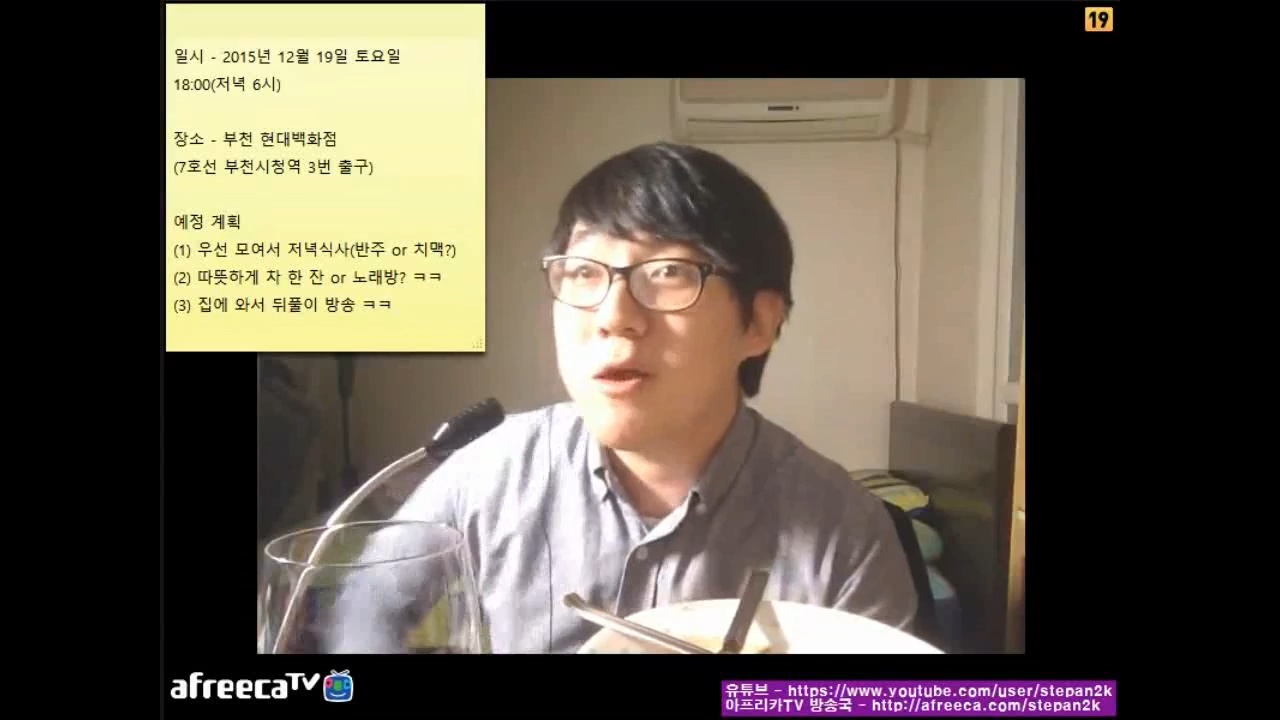 일시 - 2015년 12월 19일 토요일
18:00(저녁 6시)
장소 - 부천 현대백화점
(7호선 부천시청역 3번 출구)
예정 계획
(1) 우선 모여서 저녁식사(반주 or 치맥?)
(2) 따뜻하게 차 한 잔 or 노래방? ㅋㅋ
(3) 집에 와서 뒤풀이 방송 ㅋㅋ
19
afreecaTV
유튜브 - https://www.youtube.com/user/stepan2k
아프리카TV 방송국 - http://afreeca.com/stepan2k